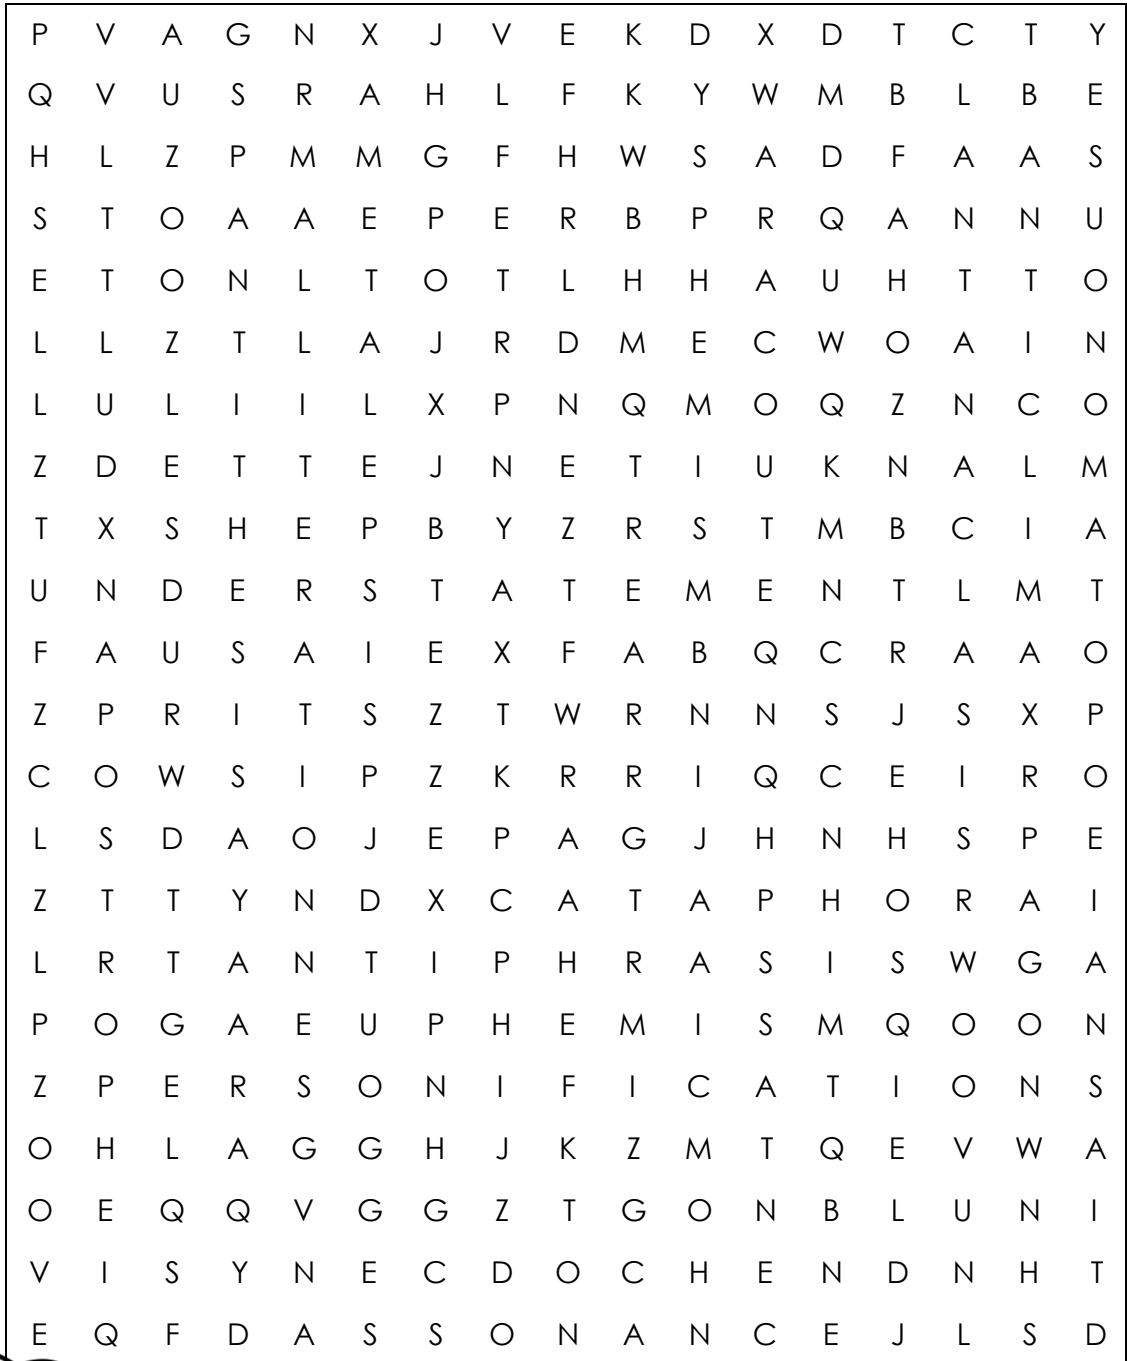 P V A G N X J V E K D X D T C T Y
Q V U S R A H L F K Y W M B L B E
H L Z P M M G F H W S A D F A A S
S T O A A E P E R B P R Q A N N U
E T O N L T O T L H H A U H T T O
L L Z T L A J R D M E C W O A I N
L U L I I L X P N Q M O Q Z N C O
Z D E T T E J N E T I U K N A L M
T X S H E P B Y Z R S T M B C I A
U N D E R S T A T E M E N T L M T
F A U S A I E X F A B Q C R A A O
Z P R I T S Z T W R N N S J S X P
C O W S I P Z K R R I Q C E I R O
L S D A O J E P A G J H N H S P E
Z T T Y N D X C A T A P H O R A I
L R T A N T I P H R A S I S W G A
P O G A E U P H E M I S M Q O O N
Z P E R S O N I F I C A T I O N S
O H L A G G H J K Z M T Q E V W A
O E Q Q V G G Z T G O N B L U N I
V I S Y N E C D O C H E N D N H T
E Q F D A S S O N A N C E J L S D